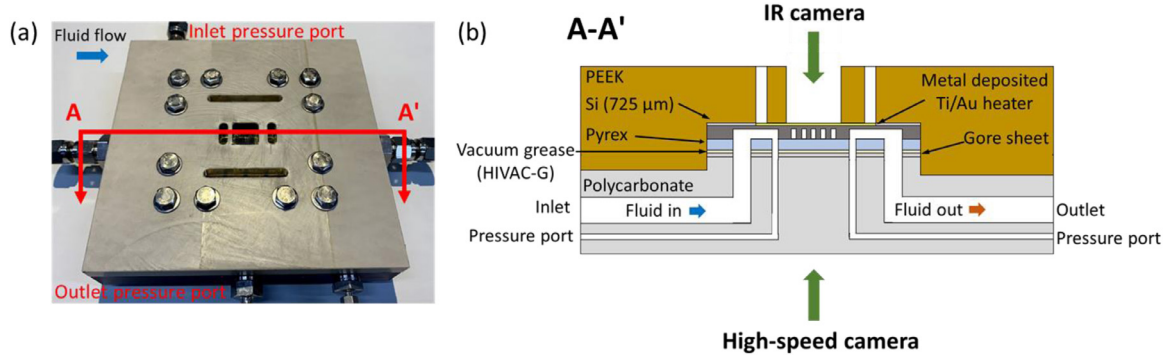 (a)
Fluid flow
Inlet pressure port
A
A'
Outlet pressure port
(b)
A-A'
IR camera
PEEK
Si (725 μm)
Pyrex
Vacuum grease
(HIVAC-G)
Polycarbonate
Inlet
Fluid in
Pressure port
Metal deposited
Ti/Au heater
Gore sheet
Fluid out
Outlet
Pressure port
High-speed camera